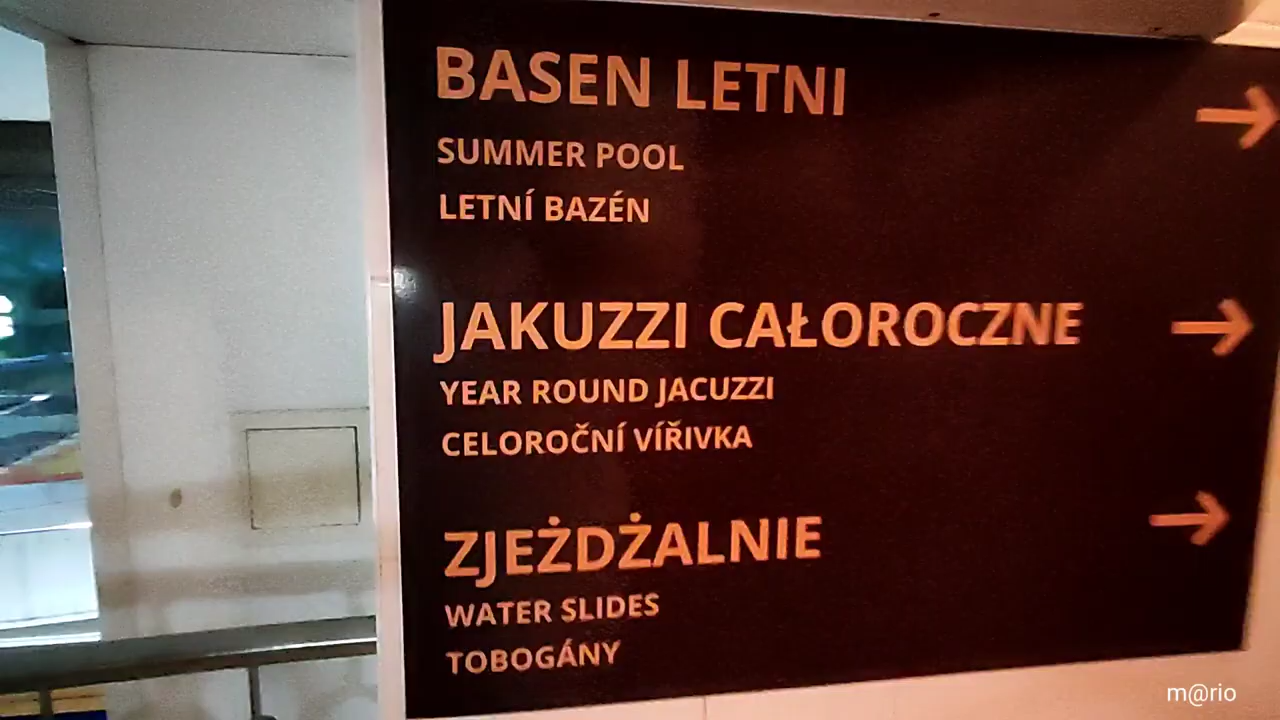 BASEN LETNI
SUMMER POOL
LETNÍ BAZÉN
JAKUZZI CAŁOROCZNE
YEAR ROUND JACUZZI
CELOROČNÍ VÍŘIVKA
ZJEŻDŻALNIE
WATER SLIDES
TOBOGÁNY
m@rio